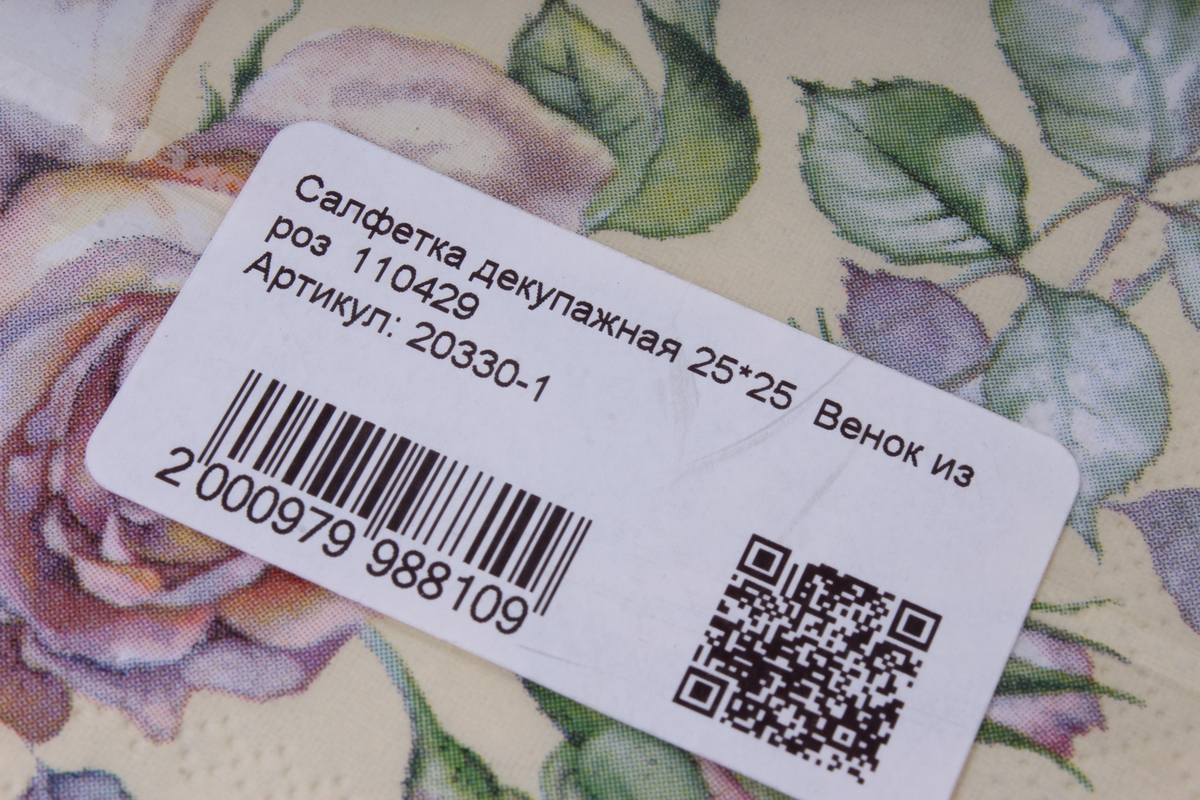 Салфетка декупажная 25*25  Венок из
роз  110429
Артикул: 20330-1
2 000979 988109